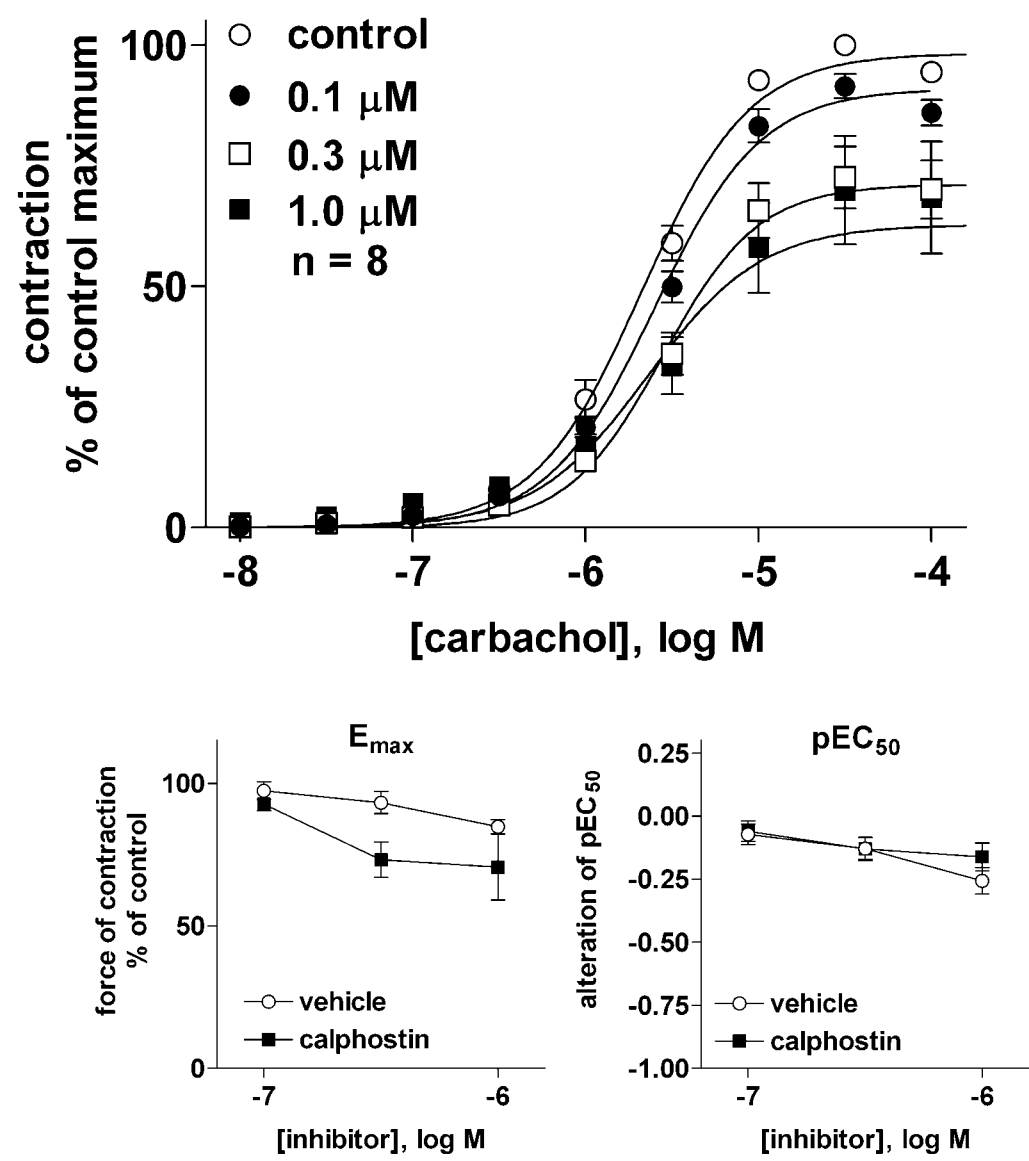 contraction
% of control maximum
100
50
0
control
0.1 μM
0.3 μM
1.0 μM
n = 8
-8 -7 -6 -5 -4
[carbachol], log M
Emax
force of contraction
% of control
100
50
0
vehicle
calphostin
-7 -6
[inhibitor], log M
pEC50
alteration of pEC50
0.25
0.00
-0.25
-0.50
-0.75
-1.00
vehicle
calphostin
-7 -6
[inhibitor], log M